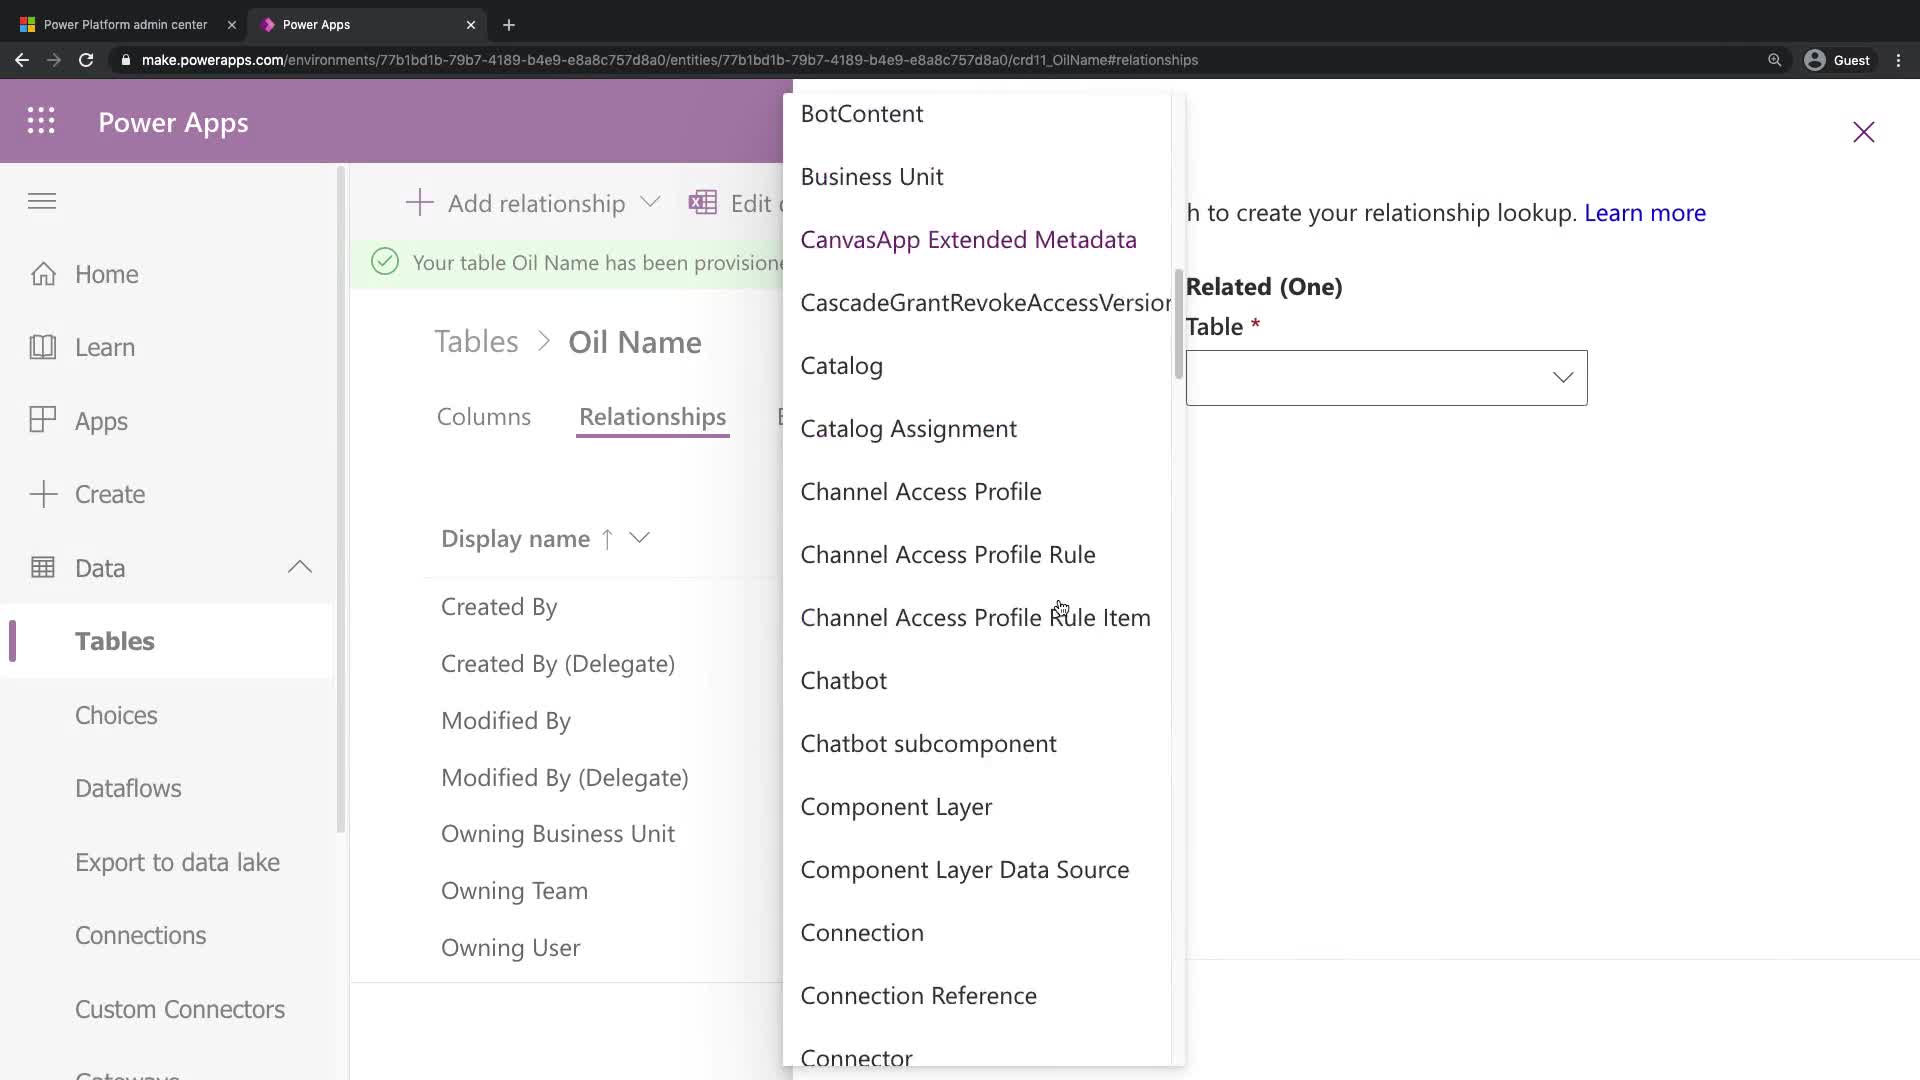 Power Platform admin center
Power Apps
make.powerapps.com/environments/77b1bd1b-79b7-4189-b4e9-e8a8c757d8a0/entities/77b1bd1b-79b7-4189-b4e9-e8a8c757d8a0/crd11_OilName#relationships
Guest
Power Apps
Home
Learn
Apps
Create
Data
Tables
Choices
Dataflows
Export to data lake
Connections
Custom Connectors
Gateways
Add relationship
Edit
Your table Oil Name has been provisione
Tables > Oil Name
Columns
Relationships
Display name ↑
Created By
Created By (Delegate)
Modified By
Modified By (Delegate)
Owning Business Unit
Owning Team
Owning User
BotContent
Business Unit
CanvasApp Extended Metadata
CascadeGrantRevokeAccessVersion
Catalog
Catalog Assignment
Channel Access Profile
Channel Access Profile Rule
Channel Access Profile Rule Item
Chatbot
Chatbot subcomponent
Component Layer
Component Layer Data Source
Connection
Connection Reference
Connector
h to create your relationship lookup. Learn more
Related (One)
Table *